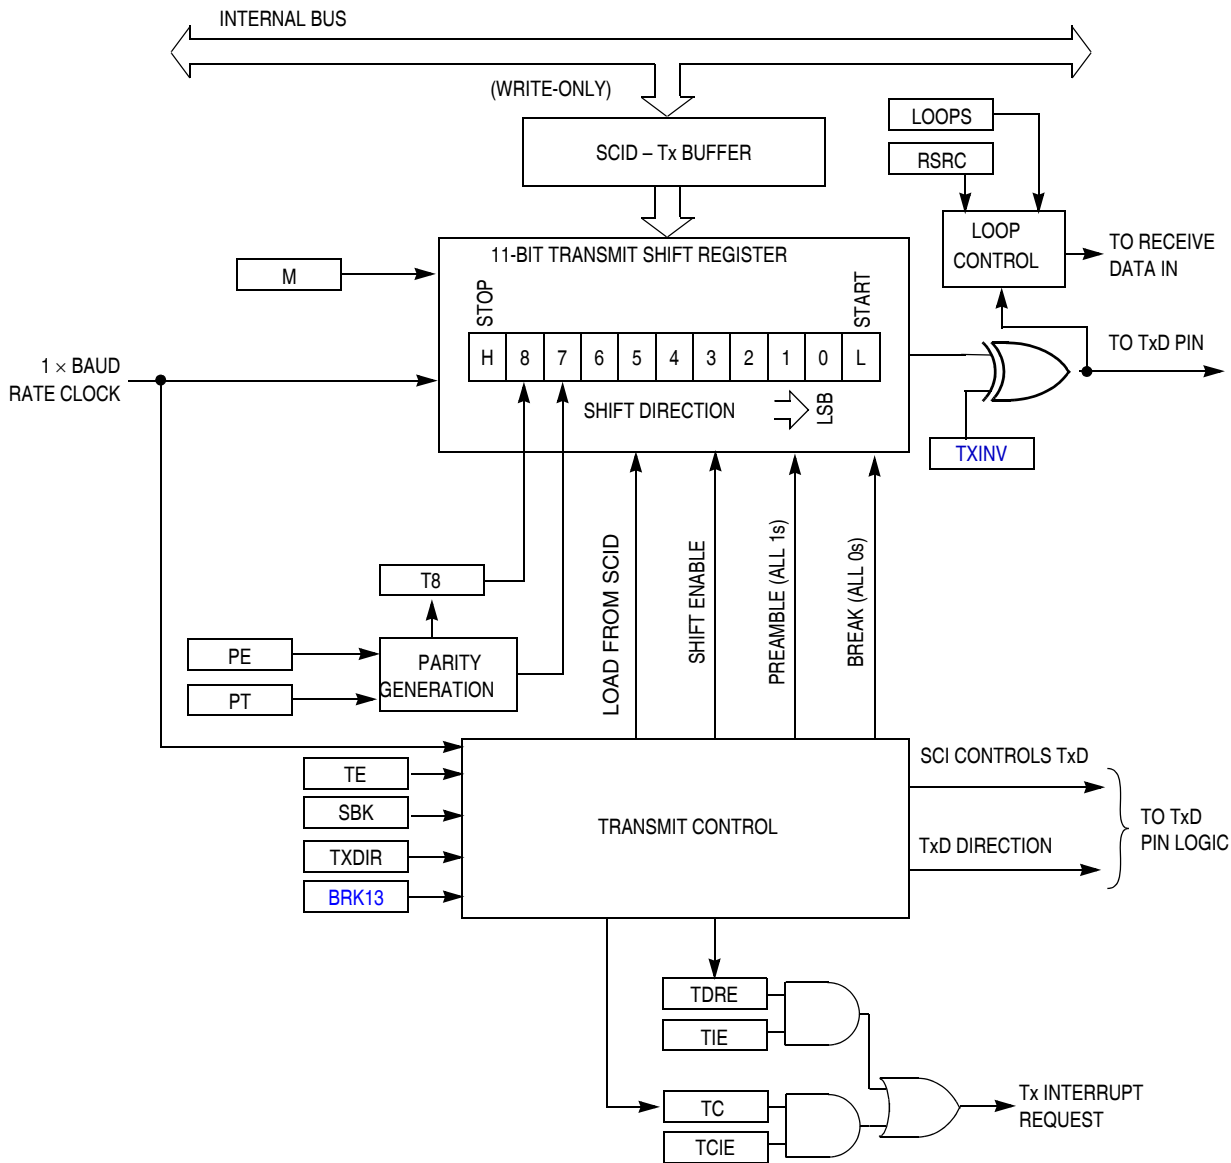 INTERNAL BUS
(WRITE-ONLY)
SCID – Tx BUFFER
LOOPS
RSRC
LOOP
CONTROL
TO RECEIVE
DATA IN
11-BIT TRANSMIT SHIFT REGISTER
M
STOP
START
H 8 7 6 5 4 3 2 1 0 L
SHIFT DIRECTION
LSB
1 × BAUD
RATE CLOCK
TO TxD PIN
TXINV
LOAD FROM SCID
SHIFT ENABLE
PREAMBLE (ALL 1s)
BREAK (ALL 0s)
T8
PE
PT
PARITY
GENERATION
TE
SBK
TXDIR
BRK13
TRANSMIT CONTROL
SCI CONTROLS TxD
TxD DIRECTION
TO TxD
PIN LOGIC
TDRE
TIE
TC
TCIE
Tx INTERRUPT
REQUEST